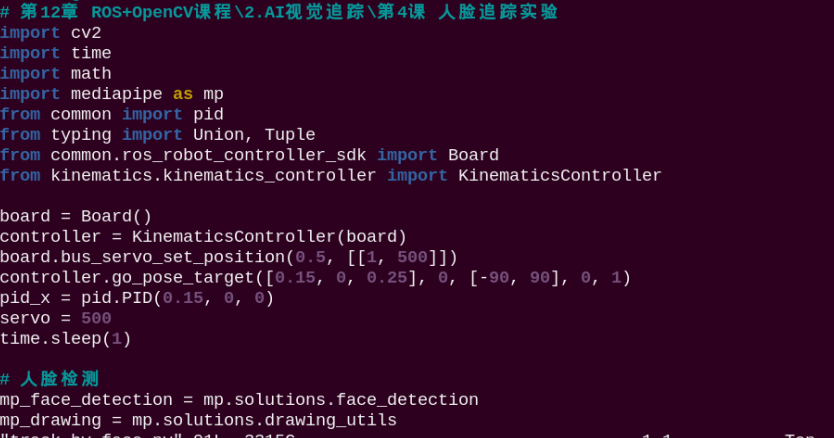 # 第12章 ROS+OpenCV课程\2.AI视觉追踪\第4课 人脸追踪实验
import cv2
import time
import math
import mediapipe as mp
from common import pid
from typing import Union, Tuple
from common.ros_robot_controller_sdk import Board
from kinematics.kinematics_controller import KinematicsController

board = Board()
controller = KinematicsController(board)
board.bus_servo_set_position(0.5, [[1, 500]])
controller.go_pose_target([0.15, 0, 0.25], 0, [-90, 90], 0, 1)
pid_x = pid.PID(0.15, 0, 0)
servo = 500
time.sleep(1)

# 人脸检测
mp_face_detection = mp.solutions.face_detection
mp_drawing = mp.solutions.drawing_utils